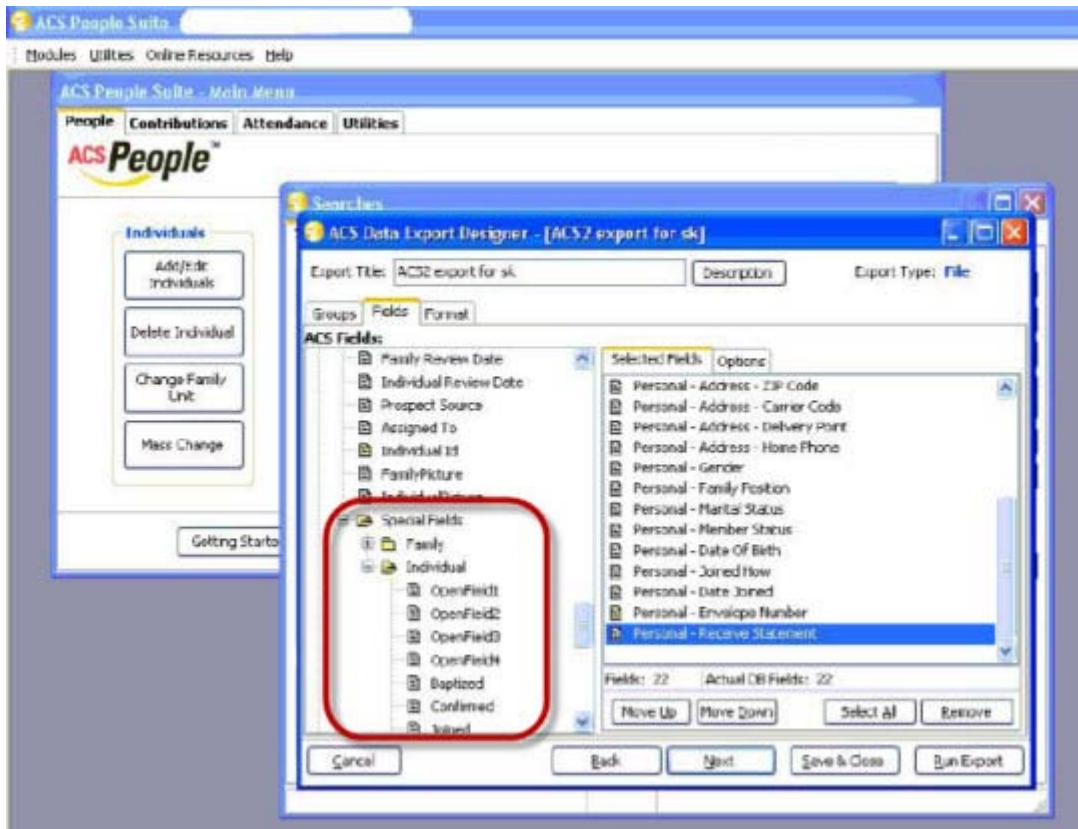 ACS People Suite
Modules Utilities Online Resources Help
ACS People Suite - Main Menu
People Contributions Attendance Utilities
ACS People™
Searches
ACS Data Export Designer - [ACS2 export for sk]
Individuals
Add/Edit
Individuals
Delete Individual
Change Family
Unit
Mass Change
Getting Starte
Export Title: ACS2 export for sk Description Export Type: File
Groups Fields Format
ACS Fields:
Family Review Date
Individual Review Date
Prospect Source
Assigned To
Individual Id
FamilyPicture
IndividualPicture
Special Fields
Family
Individual
OpenField1
OpenField2
OpenField3
OpenField4
Baptized
Confirmed
Joined
Selected Fields Options
Personal - Address - ZIP Code
Personal - Address - Carrier Code
Personal - Address - Delivery Point
Personal - Address - Home Phone
Personal - Gender
Personal - Family Position
Personal - Marital Status
Personal - Member Status
Personal - Date Of Birth
Personal - Joined How
Personal - Date Joined
Personal - Envelope Number
Personal - Receive Statement
Fields: 22 Actual DB Fields: 22
Move Up Move Down Select All Remove
Cancel Back Next Save & Close Run Export